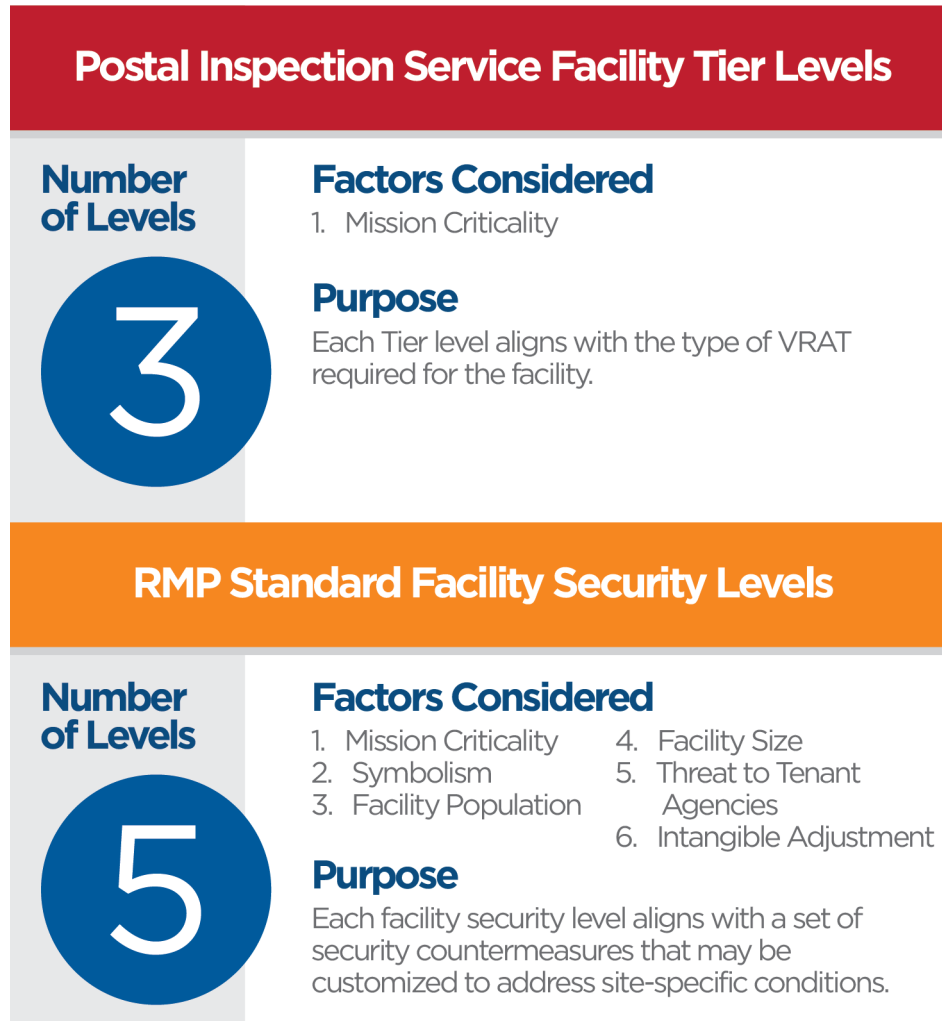 Postal Inspection Service Facility Tier Levels
Number
of Levels
3
Factors Considered
1. Mission Criticality
Purpose
Each Tier level aligns with the type of VRAT
required for the facility.
RMP Standard Facility Security Levels
Number
of Levels
5
Factors Considered
1. Mission Criticality
2. Symbolism
3. Facility Population
4. Facility Size
5. Threat to Tenant
Agencies
6. Intangible Adjustment
Purpose
Each facility security level aligns with a set of
security countermeasures that may be
customized to address site-specific conditions.